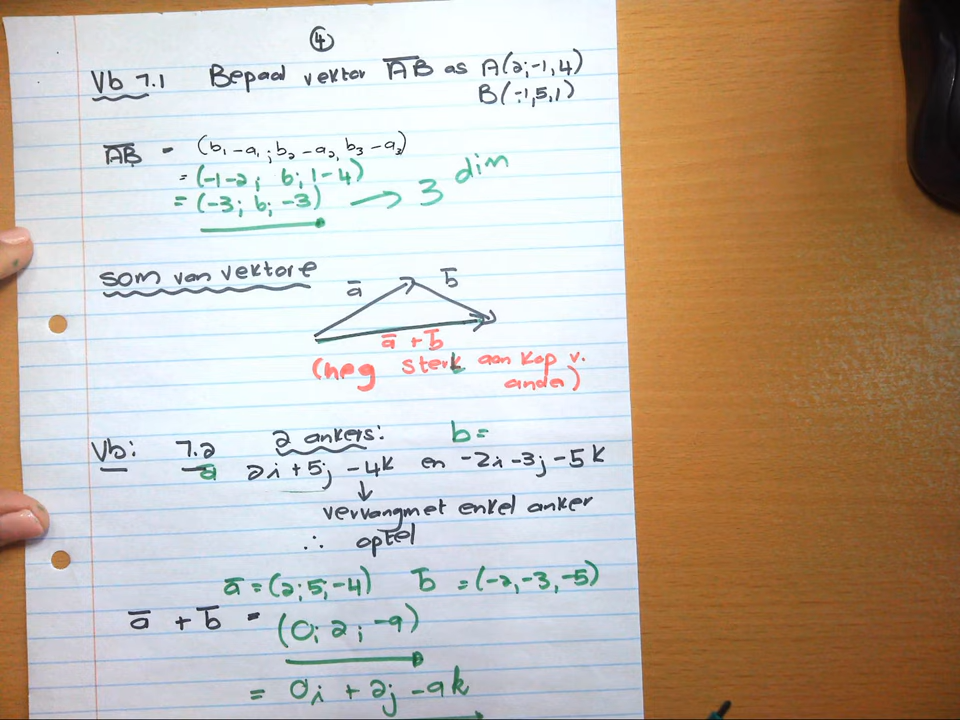 4
Vb 7.1 Bepaal vektor AB as A(2;-1,4)
B(-1,5,1)
AB = (b₁-a₁;b₂-a₂,b₃-a₃)
= (-1-2; 6; 1-4)
= (-3; 6; -3) → 3 dim
som van vektore
a b
a + b
(heg sterk aan kop v.
ander)
Vb: 7.2 2 ankers: b=
a 2i +5j -4k en -2i-3j-5k
↓
vervang met enkel anker
∴ optel
a = (2;5,-4) b = (-2,-3,-5)
a + b = (0; 2; -9)
= 0i + 2j -9k